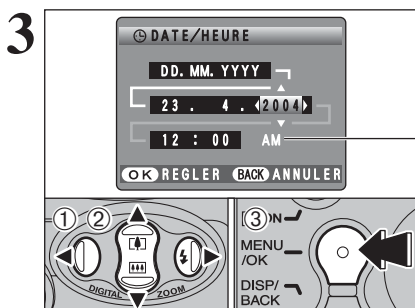 3
DATE/HEURE
DD. MM. YYYY
23 . 4 . 2004
12 : 00 AM
OK REGLER BACK ANNULER
① ②
DIGITAL ZOOM
③
ON
MENU
/OK
DISP/
BACK